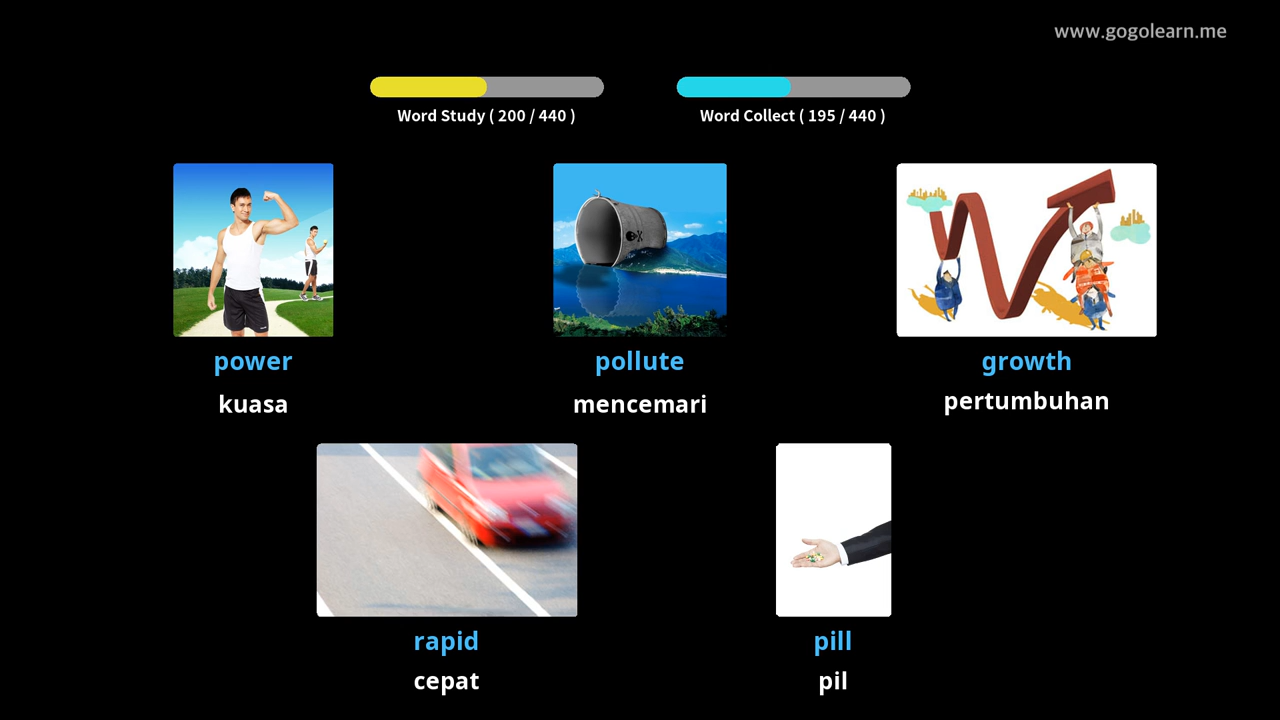 www.gogolearn.me
Word Study ( 200 / 440 )
Word Collect ( 195 / 440 )
power
pollute
growth
kuasa
mencemari
pertumbuhan
rapid
pill
cepat
pil